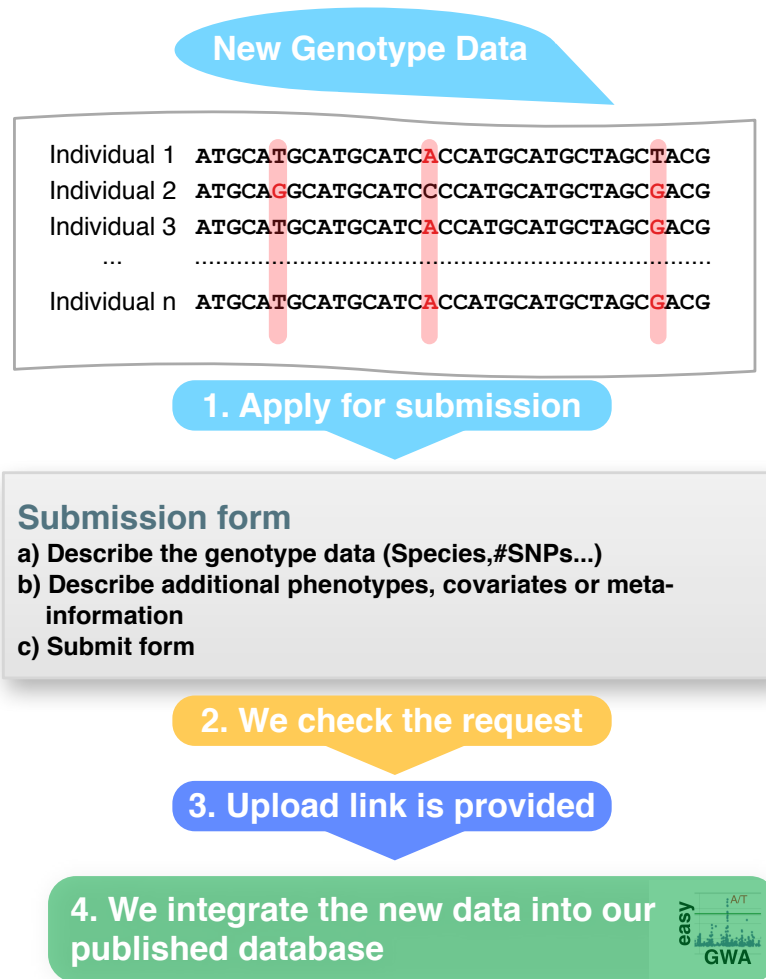 New Genotype Data
Individual 1 ATGCATGCATGCATCACCATGCATGCTAGCTACG
Individual 2 ATGCAGGCATGCATCCCCATGCATGCTAGCGACG
Individual 3 ATGCATGCATGCATCACCATGCATGCTAGCGACG
... ......................................................................
Individual n ATGCATGCATGCATCACCATGCATGCTAGCGACG
1. Apply for submission
Submission form
a) Describe the genotype data (Species,#SNPs...)
b) Describe additional phenotypes, covariates or meta-
information
c) Submit form
2. We check the request
3. Upload link is provided
4. We integrate the new data into our
published database
easy
A/T
GWA